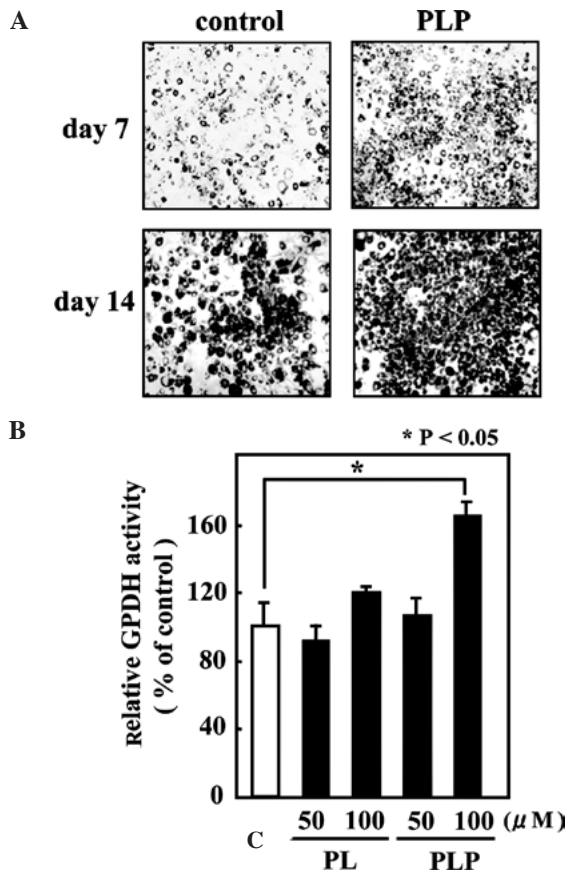 A
control PLP
day 7
day 14
B
* P < 0.05
*
Relative GPDH activity
( % of control )
160
120
80
40
0
50 100 50 100 (μM)
C
PL PLP